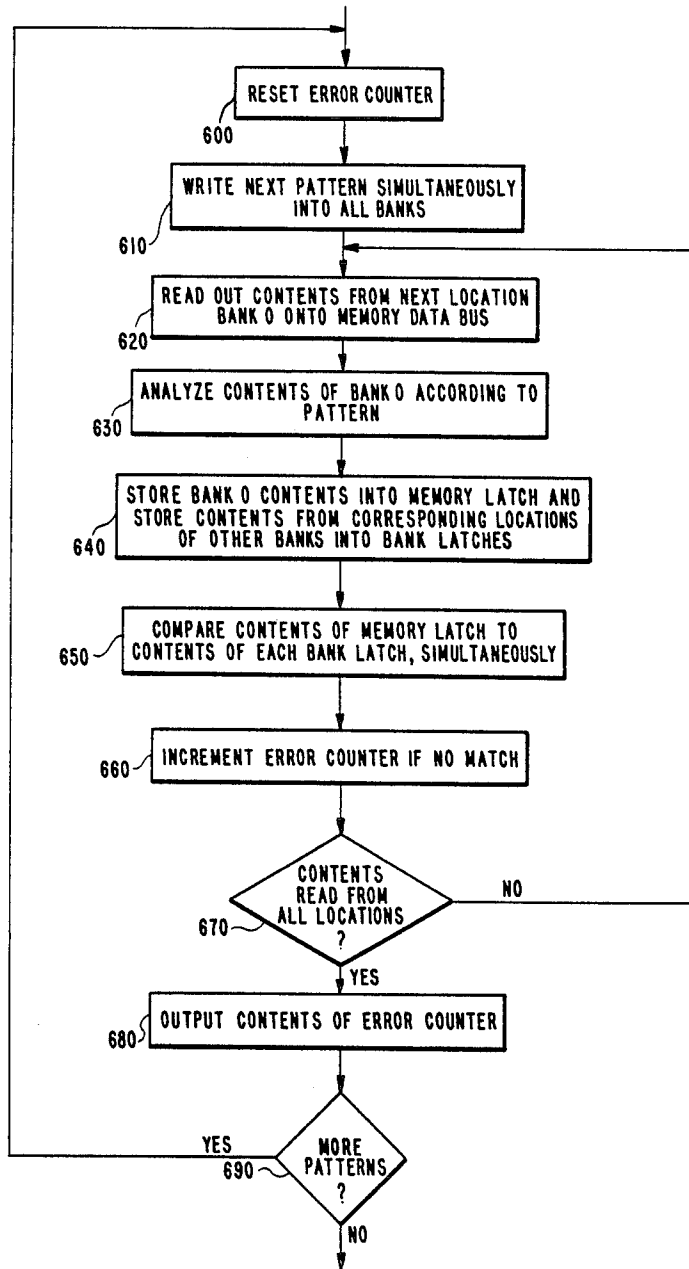 RESET ERROR COUNTER
600
WRITE NEXT PATTERN SIMULTANEOUSLY
INTO ALL BANKS
610
READ OUT CONTENTS FROM NEXT LOCATION
BANK 0 ONTO MEMORY DATA BUS
620
ANALYZE CONTENTS OF BANK 0 ACCORDING TO
PATTERN
630
STORE BANK 0 CONTENTS INTO MEMORY LATCH AND
STORE CONTENTS FROM CORRESPONDING LOCATIONS
OF OTHER BANKS INTO BANK LATCHES
640
COMPARE CONTENTS OF MEMORY LATCH TO
CONTENTS OF EACH BANK LATCH, SIMULTANEOUSLY
650
INCREMENT ERROR COUNTER IF NO MATCH
660
CONTENTS
READ FROM
ALL LOCATIONS
?
670
NO
YES
OUTPUT CONTENTS OF ERROR COUNTER
680
YES
MORE
PATTERNS
?
690
NO